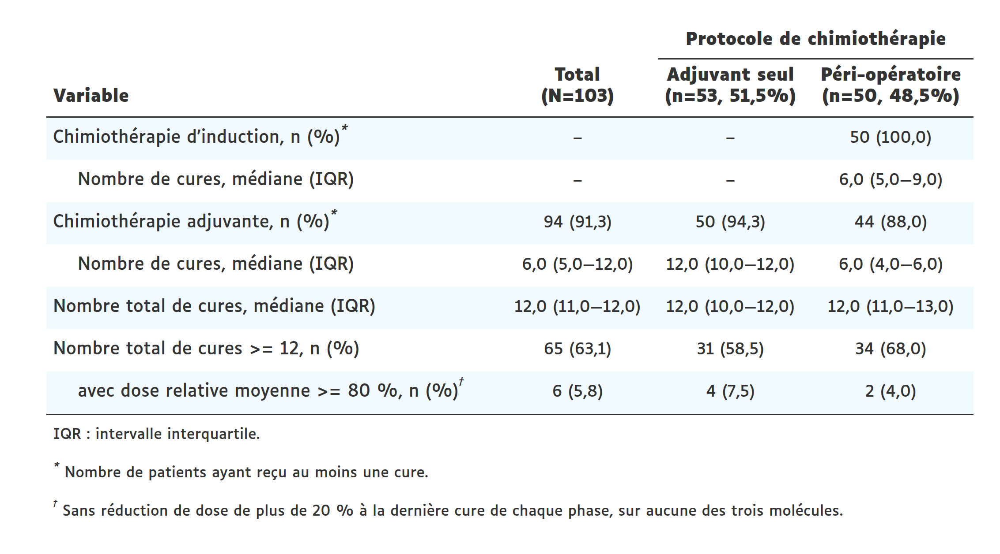 Protocole de chimiothérapie
Variable Total (N=103) Adjuvant seul (n=53, 51,5%) Péri-opératoire (n=50, 48,5%)
Chimiothérapie d’induction, n (%)* – – 50 (100,0)
Nombre de cures, médiane (IQR) – – 6,0 (5,0–9,0)
Chimiothérapie adjuvante, n (%)* 94 (91,3) 50 (94,3) 44 (88,0)
Nombre de cures, médiane (IQR) 6,0 (5,0–12,0) 12,0 (10,0–12,0) 6,0 (4,0–6,0)
Nombre total de cures, médiane (IQR) 12,0 (11,0–12,0) 12,0 (10,0–12,0) 12,0 (11,0–13,0)
Nombre total de cures >= 12, n (%) 65 (63,1) 31 (58,5) 34 (68,0)
avec dose relative moyenne >= 80 %, n (%)† 6 (5,8) 4 (7,5) 2 (4,0)
IQR : intervalle interquartile.
* Nombre de patients ayant reçu au moins une cure.
† Sans réduction de dose de plus de 20 % à la dernière cure de chaque phase, sur aucune des trois molécules.